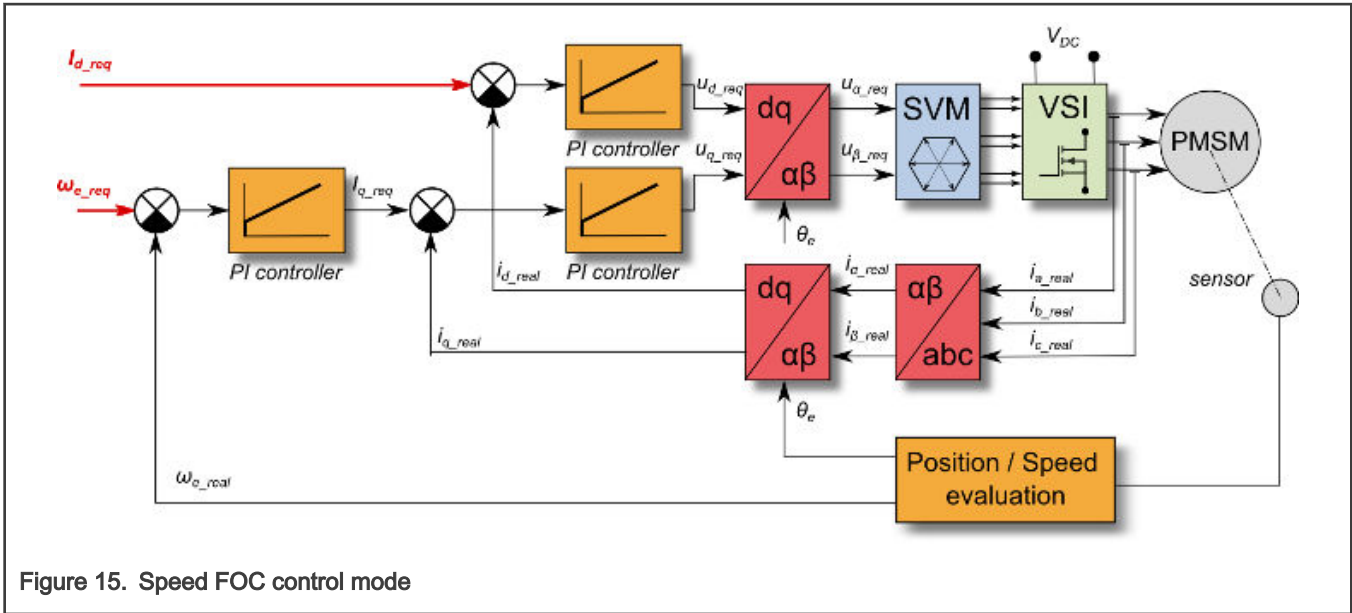 V_DC
I_d_req
u_d_req
u_α_req
dq
αβ
SVM
VSI
PMSM
PI controller
u_q_req
u_β_req
ω_e_req
I_q_req
PI controller
PI controller
θ_e
i_d_real
i_α_real
i_a_real
dq
αβ
αβ
abc
sensor
i_b_real
i_q_real
i_β_real
i_c_real
θ_e
ω_e_real
Position / Speed
evaluation
Figure 15. Speed FOC control mode